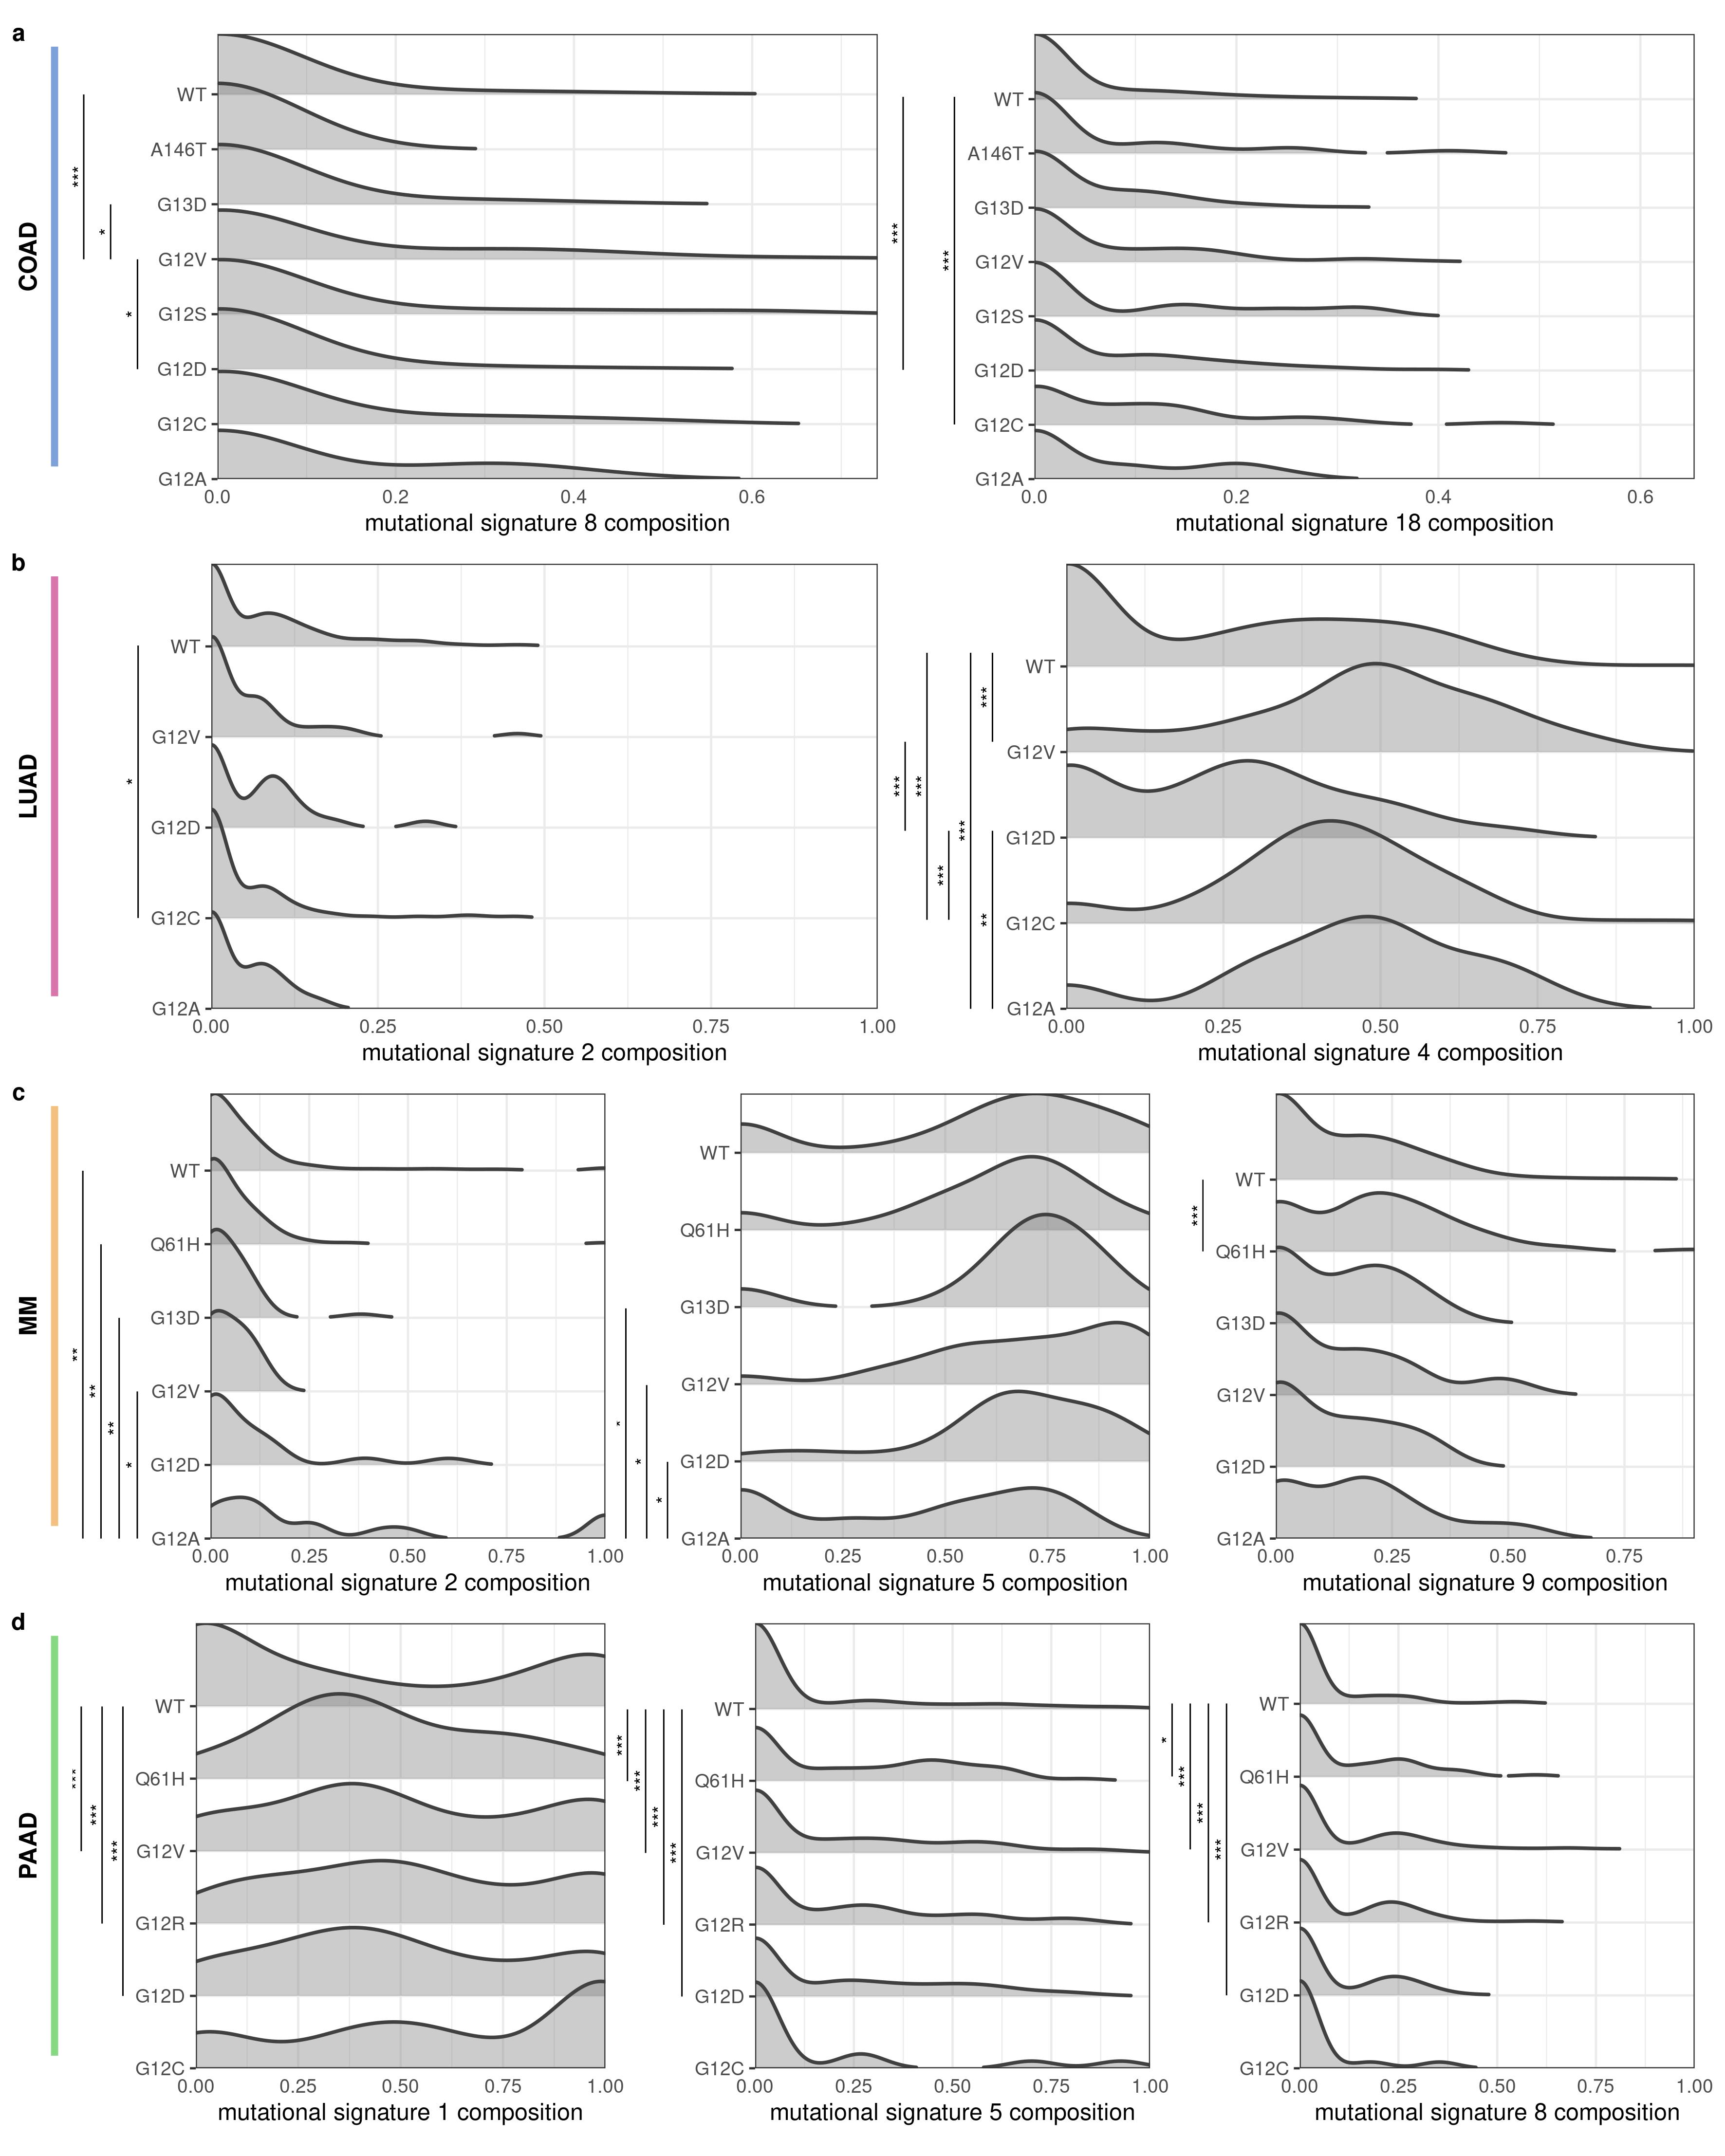 a
COAD
***
*
*
WT
A146T
G13D
G12V
G12S
G12D
G12C
G12A
0.0 0.2 0.4 0.6
mutational signature 8 composition
***
***
WT
A146T
G13D
G12V
G12S
G12D
G12C
G12A
0.0 0.2 0.4 0.6
mutational signature 18 composition
b
LUAD
*
WT
G12V
G12D
G12C
G12A
0.00 0.25 0.50 0.75 1.00
mutational signature 2 composition
***
***
***
***
***
**
WT
G12V
G12D
G12C
G12A
0.00 0.25 0.50 0.75 1.00
mutational signature 4 composition
c
MM
**
**
**
*
WT
Q61H
G13D
G12V
G12D
G12A
0.00 0.25 0.50 0.75 1.00
mutational signature 2 composition
*
*
*
WT
Q61H
G13D
G12V
G12D
G12A
0.00 0.25 0.50 0.75 1.00
mutational signature 5 composition
***
WT
Q61H
G13D
G12V
G12D
G12A
0.00 0.25 0.50 0.75
mutational signature 9 composition
d
PAAD
***
***
***
WT
Q61H
G12V
G12R
G12D
G12C
0.00 0.25 0.50 0.75 1.00
mutational signature 1 composition
***
***
***
***
WT
Q61H
G12V
G12R
G12D
G12C
0.00 0.25 0.50 0.75 1.00
mutational signature 5 composition
*
***
***
***
WT
Q61H
G12V
G12R
G12D
G12C
0.00 0.25 0.50 0.75 1.00
mutational signature 8 composition